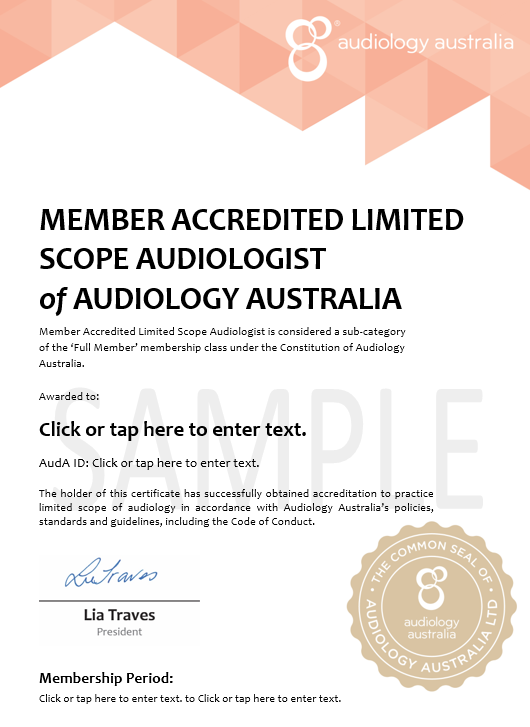 ® audiology australia
MEMBER ACCREDITED LIMITED
SCOPE AUDIOLOGIST
of AUDIOLOGY AUSTRALIA
Member Accredited Limited Scope Audiologist is considered a sub-category
of the ‘Full Member’ membership class under the Constitution of Audiology
Australia.
Awarded to:
SAMPLE
Click or tap here to enter text.
AudA ID: Click or tap here to enter text.
The holder of this certificate has successfully obtained accreditation to practice
limited scope of audiology in accordance with Audiology Australia’s policies,
standards and guidelines, including the Code of Conduct.
Lia Traves
Lia Traves
President
• THE COMMON SEAL OF •
audiology
australia
AUDIOLOGY AUSTRALIA LTD
Membership Period:
Click or tap here to enter text. to Click or tap here to enter text.